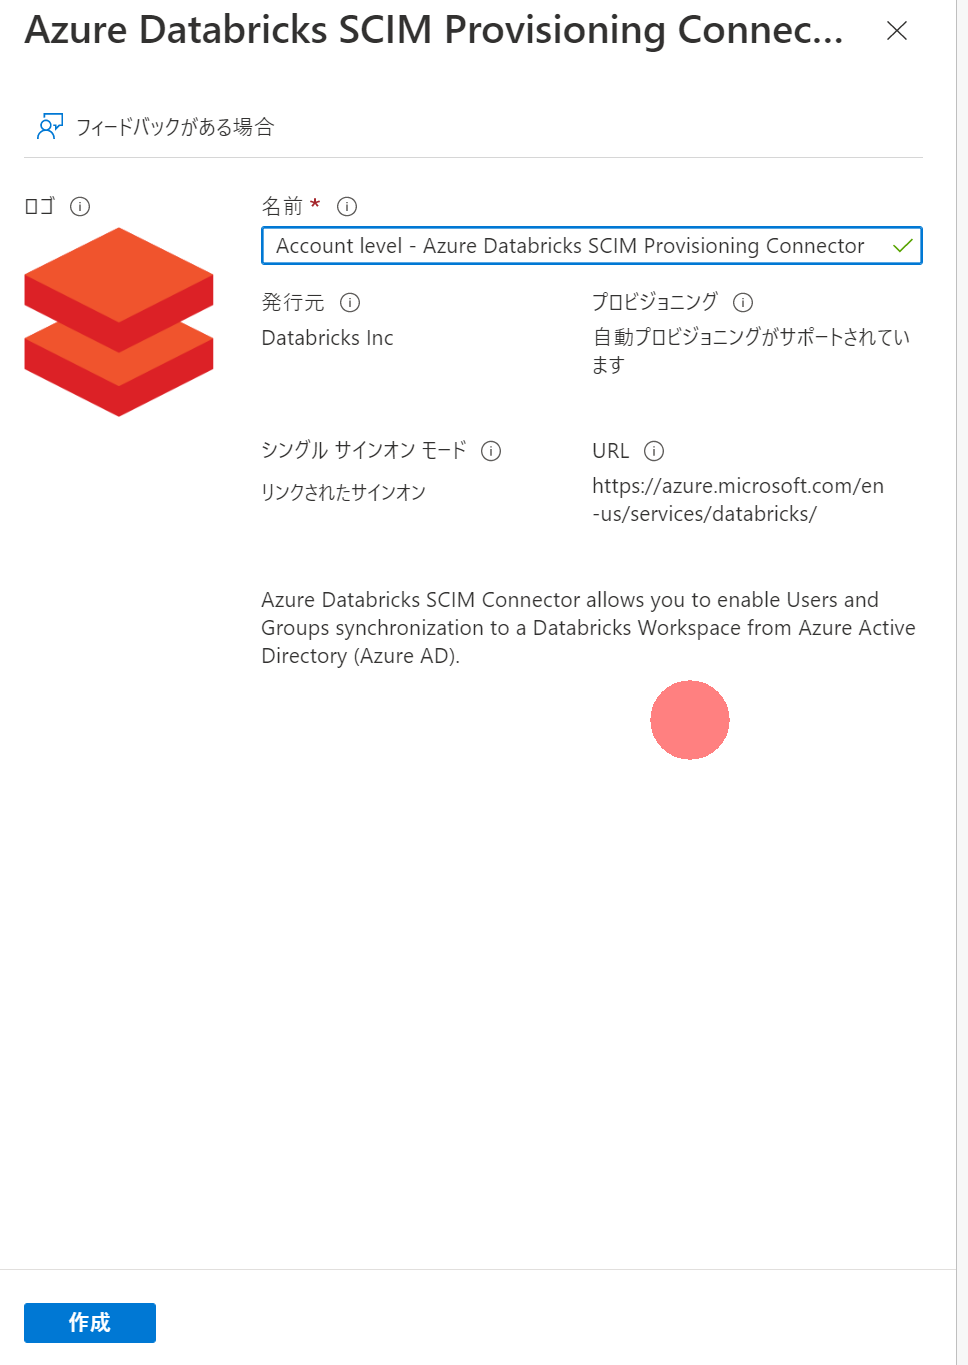 Azure Databricks SCIM Provisioning Connec...
フィードバックがある場合
ロゴ
名前 *
Account level - Azure Databricks SCIM Provisioning Connector
発行元
Databricks Inc
プロビジョニング
自動プロビジョニングがサポートされてい
ます
シングル サインオン モード
リンクされたサインオン
URL
https://azure.microsoft.com/en
-us/services/databricks/
Azure Databricks SCIM Connector allows you to enable Users and
Groups synchronization to a Databricks Workspace from Azure Active
Directory (Azure AD).
作成